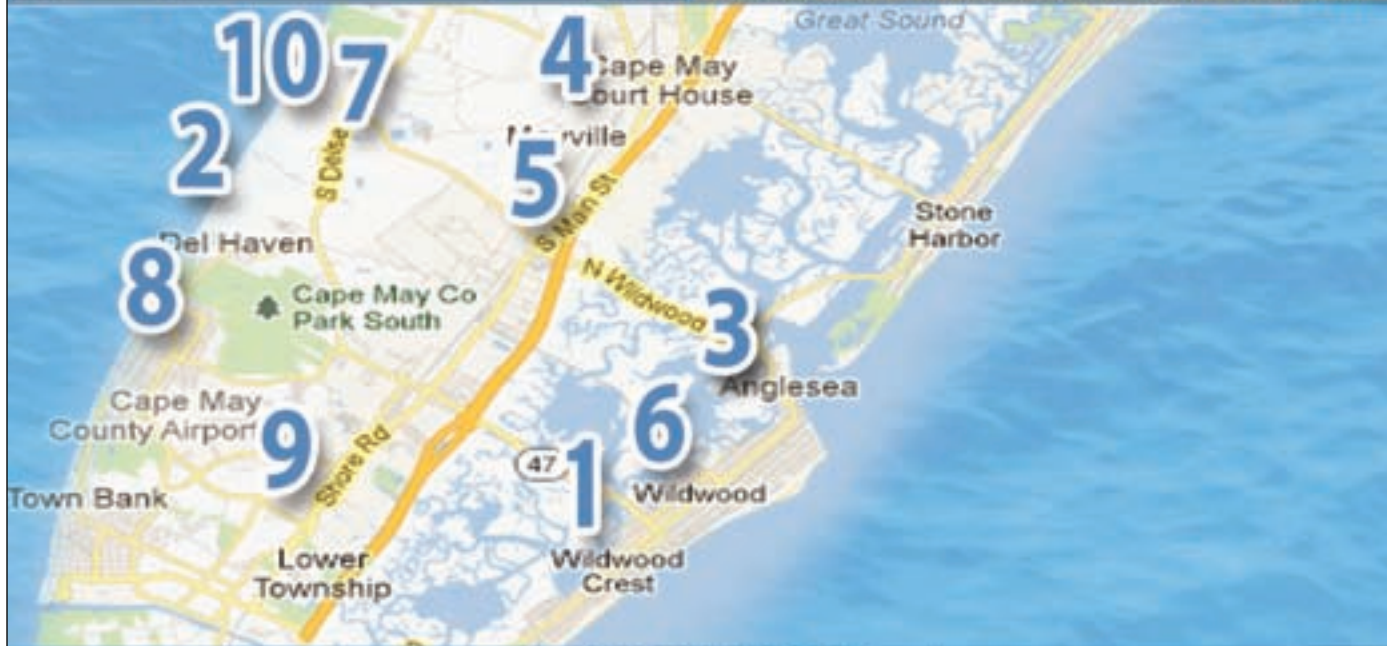 Great Sound
10
7
4
Cape May
Court House
2
S Delse
Mayville
5
S Main St
Stone
Harbor
Del Haven
8
Cape May Co
Park South
N Wildwood
3
Anglesea
Cape May
County Airport
9
6
47
1
Shore Rd
Town Bank
Wildwood
Lower
Township
Wildwood
Crest